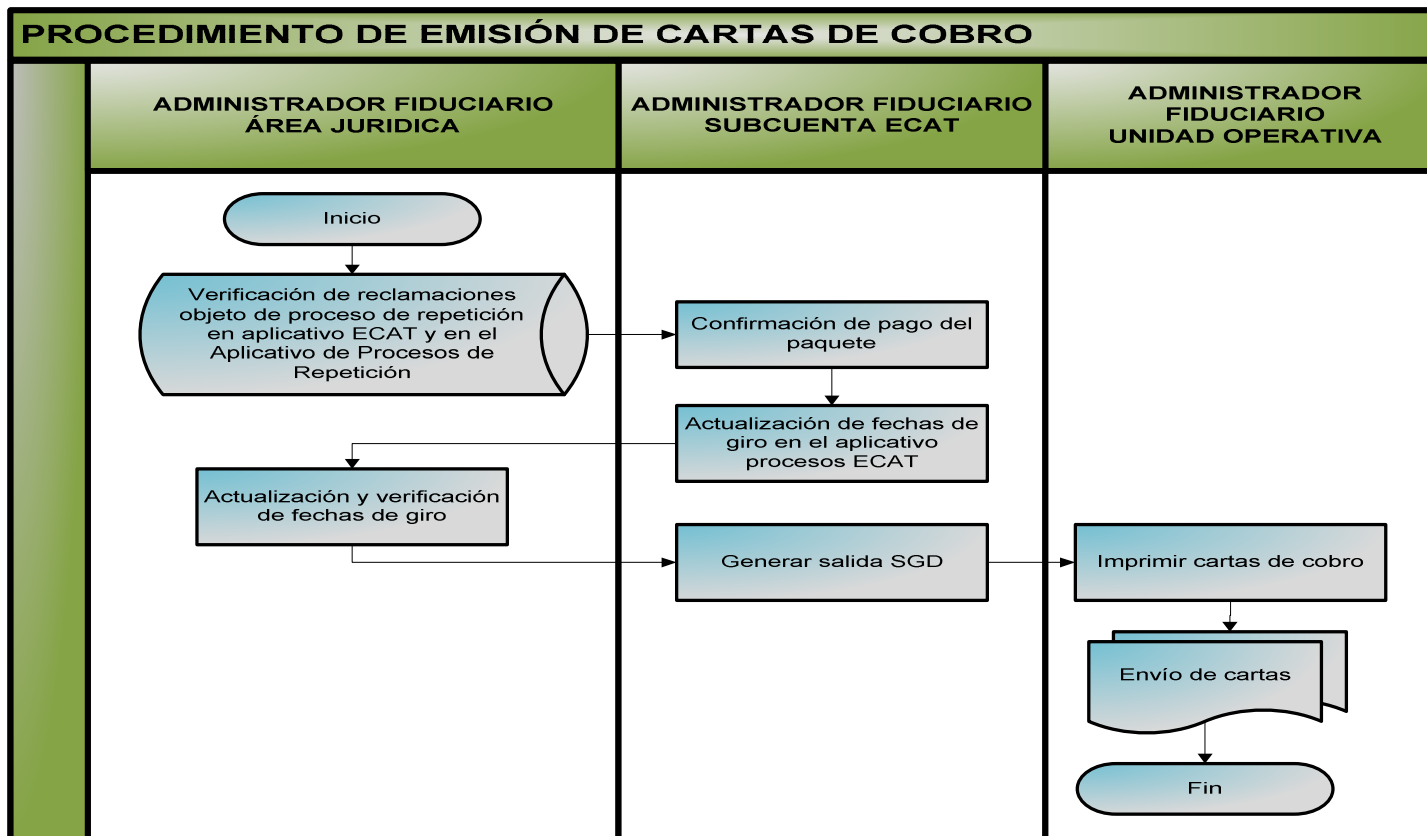 PROCEDIMIENTO DE EMISIÓN DE CARTAS DE COBRO
ADMINISTRADOR FIDUCIARIO
ÁREA JURIDICA
ADMINISTRADOR FIDUCIARIO
SUBCUENTA ECAT
ADMINISTRADOR
FIDUCIARIO
UNIDAD OPERATIVA
Inicio
Verificación de reclamaciones
objeto de proceso de repetición
en aplicativo ECAT y en el
Aplicativo de Procesos de
Repetición
Confirmación de pago del
paquete
Actualización de fechas de
giro en el aplicativo
procesos ECAT
Actualización y verificación
de fechas de giro
Generar salida SGD
Imprimir cartas de cobro
Envío de cartas
Fin